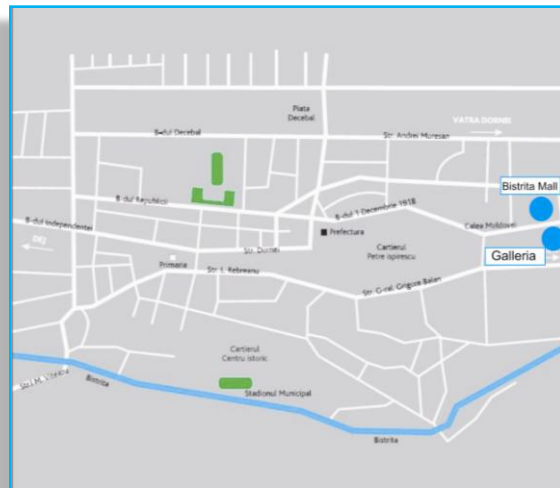 Piata
Decebal
VATRA DORNEI
B-dul Decebal
Str. Andrei Muresan
Bistrita Mall
B-dul Republicii
B-dul 1 Decembrie 1918
B-dul Independentei
Calea Moldovei
Prefectura
DEJ
Str. Dornei
Cartierul
Petre Ispirescu
Galleria
Primaria
Str. L. Rebreanu
Str. G-ral. Grigore Balan
Cartierul
Centru istoric
Bistrita
Stadionul Municipal
Bistrita